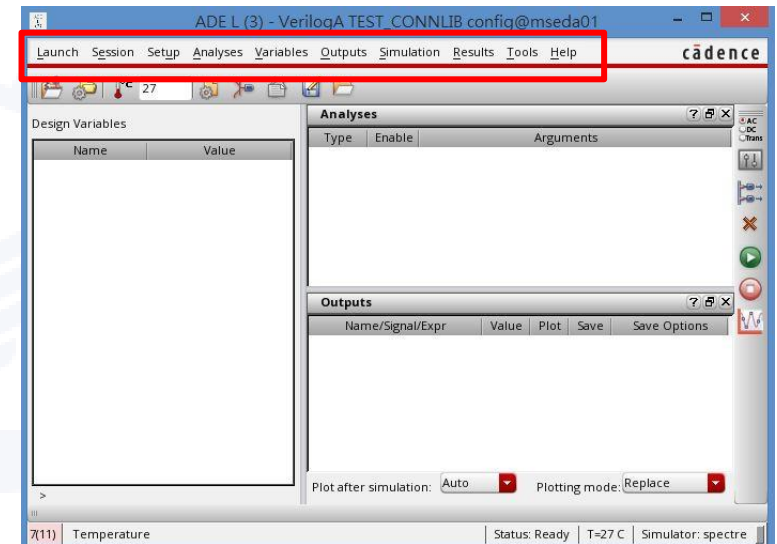 ADE L (3) - VerilogA TEST_CONNLIB config@mseda01
Launch Session Setup Analyses Variables Outputs Simulation Results Tools Help cādence
°C 27
Design Variables
Name Value
Analyses
Type Enable Arguments
AC
DC
Trans
Outputs
Name/Signal/Expr Value Plot Save Save Options
Plot after simulation: Auto Plotting mode: Replace
>
7(11) Temperature Status: Ready T=27 C Simulator: spectre